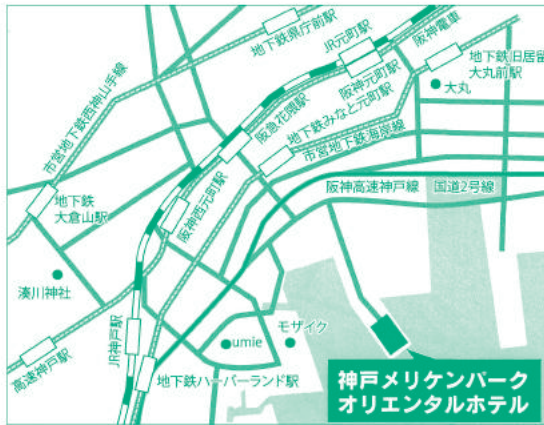 地下鉄県庁前駅
JR元町駅
阪神電車
阪神元町駅
地下鉄旧居留
大丸前駅
大丸
市営地下鉄西神山手線
阪急花隈駅
地下鉄みなと元町駅
市営地下鉄海岸線
阪神高速神戸線
国道2号線
地下鉄
大倉山駅
阪神西元町駅
湊川神社
高速神戸駅
JR神戸駅
umie
モザイク
地下鉄ハーバーランド駅
神戸メリケンパーク
オリエンタルホテル